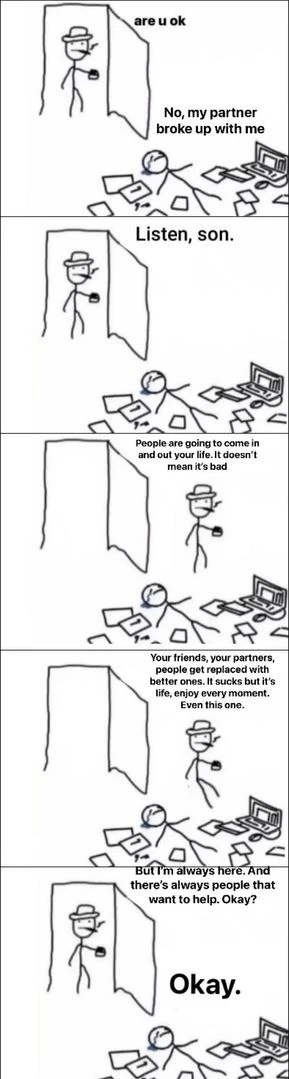 are u ok
No, my partner
broke up with me
Listen, son.
People are going to come in
and out your life. It doesn't
mean it's bad
Your friends, your partners,
people get replaced with
better ones. It sucks but it's
life, enjoy every moment.
Even this one.
But I'm always here. And
there's always people that
want to help. Okay?
Okay.